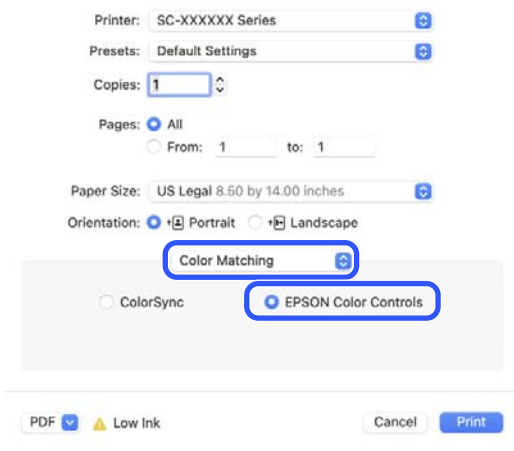 Printer: SC-XXXXXX Series
Presets: Default Settings
Copies: 1
Pages: All
From: 1 to: 1
Paper Size: US Legal 8.50 by 14.00 inches
Orientation: Portrait Landscape
Color Matching
ColorSync EPSON Color Controls
PDF Low Ink Cancel Print